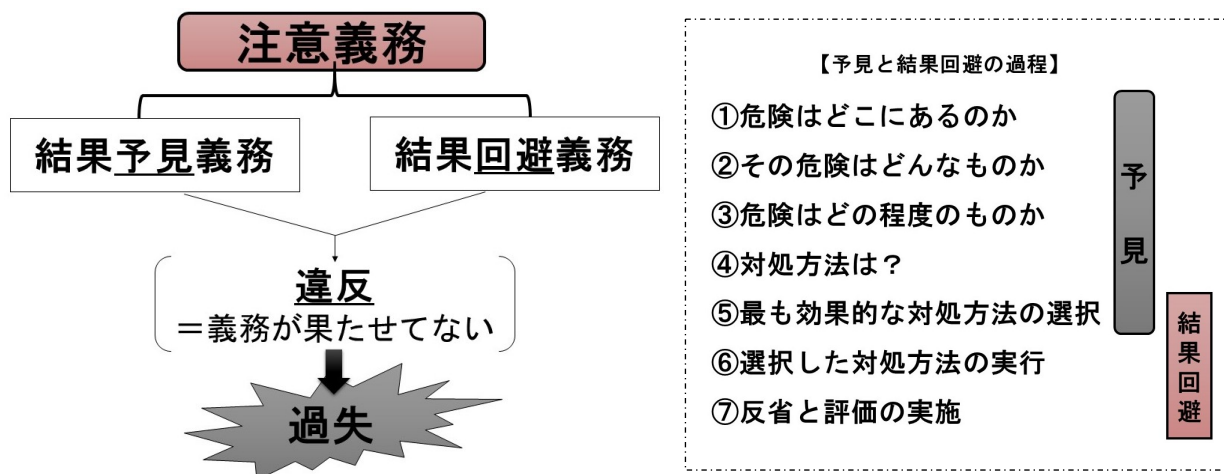 注意義務
結果予見義務
結果回避義務
違反
＝義務が果たせてない
過失
【予見と結果回避の過程】
①危険はどこにあるのか
②その危険はどんなものか
③危険はどの程度のものか
④対処方法は？
⑤最も効果的な対処方法の選択
⑥選択した対処方法の実行
⑦反省と評価の実施
予見
結果回避